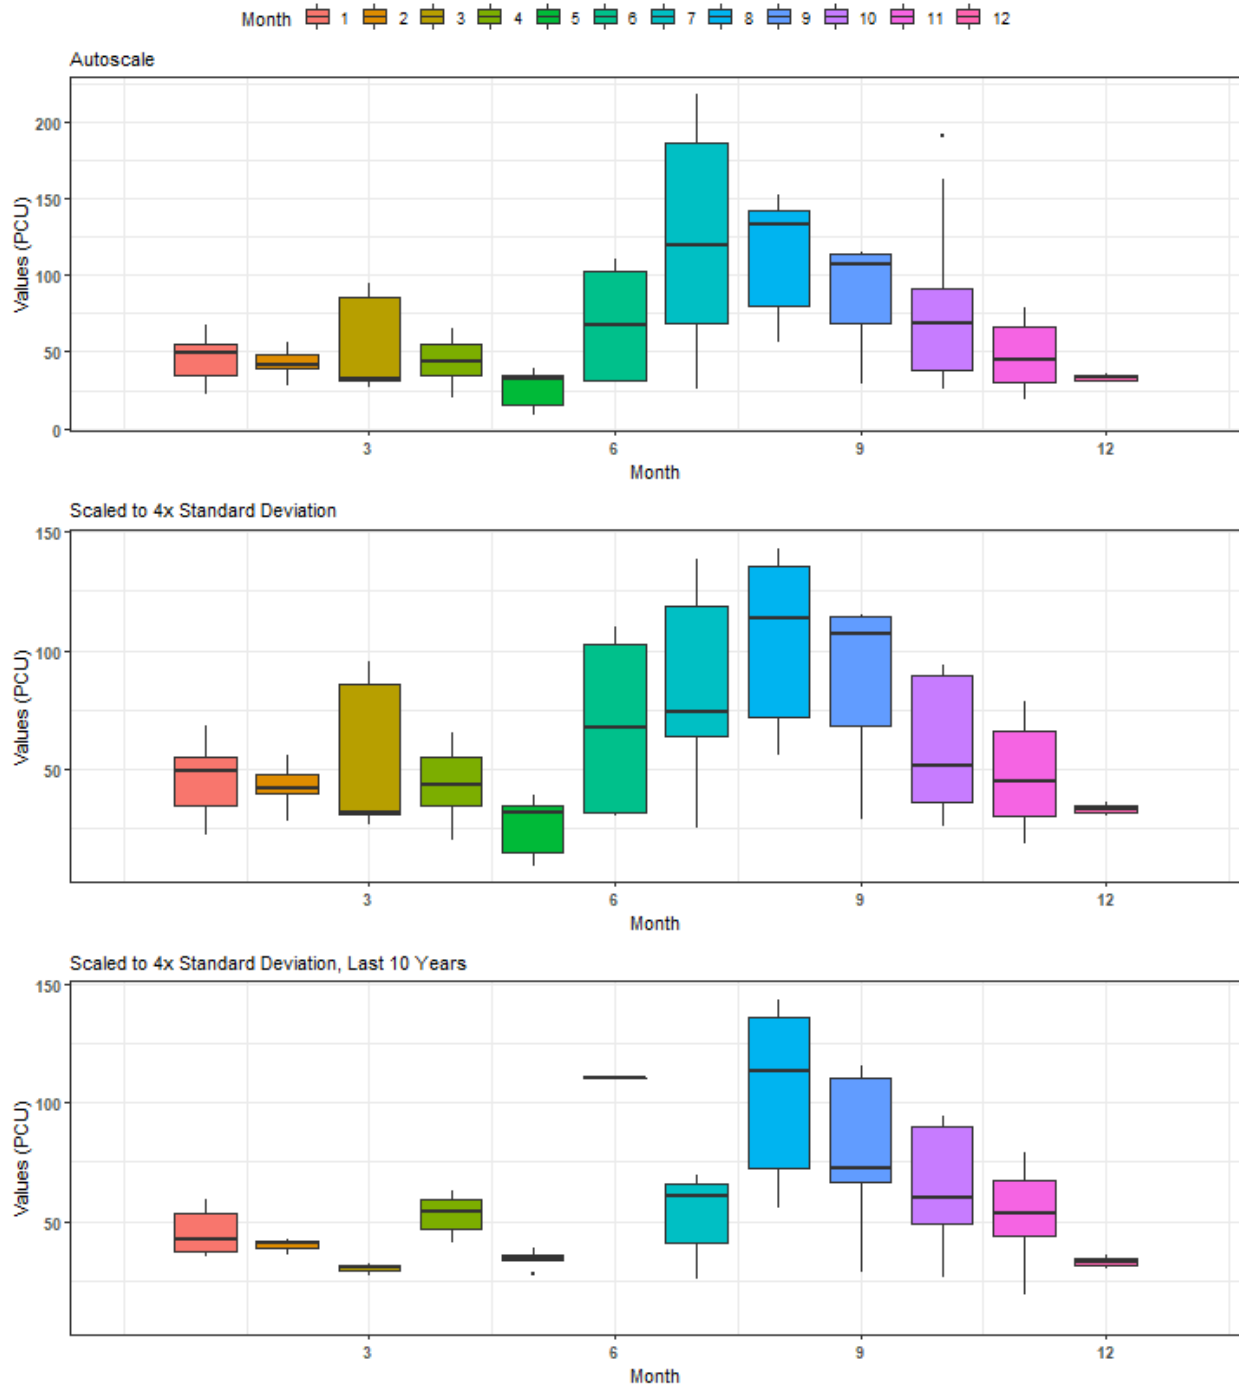 Month 1 2 3 4 5 6 7 8 9 10 11 12
Autoscale
Values (PCU)
200
150
100
50
0
3 6 9 12
Month
Scaled to 4x Standard Deviation
Values (PCU)
150
100
50
3 6 9 12
Month
Scaled to 4x Standard Deviation, Last 10 Years
Values (PCU)
150
100
50
3 6 9 12
Month